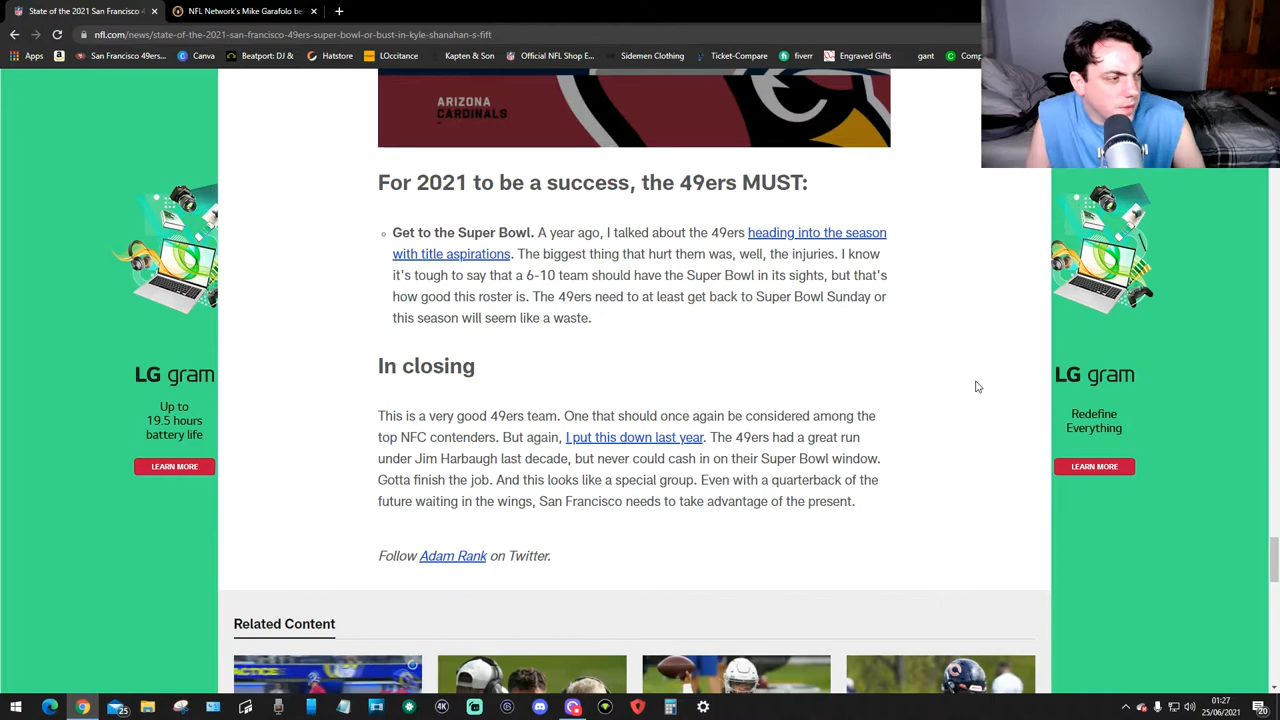 State of the 2021 San Francisco 4
NFL Network's Mike Garafolo be
nfl.com/news/state-of-the-2021-san-francisco-49ers-super-bowl-or-bust-in-kyle-shanahan-s-fift
Apps San Francisco 49ers... Canva Beatport: DJ & Hatstore LOccitane Kapten & Son Official NFL Shop E... Sidemen Clothing Ticket-Compare fiverr Engraved Gifts gant Comp
ARIZONA
CARDINALS
For 2021 to be a success, the 49ers MUST:
Get to the Super Bowl. A year ago, I talked about the 49ers heading into the season
with title aspirations. The biggest thing that hurt them was, well, the injuries. I know
it's tough to say that a 6-10 team should have the Super Bowl in its sights, but that's
how good this roster is. The 49ers need to at least get back to Super Bowl Sunday or
this season will seem like a waste.
In closing
This is a very good 49ers team. One that should once again be considered among the
top NFC contenders. But again, I put this down last year. The 49ers had a great run
under Jim Harbaugh last decade, but never could cash in on their Super Bowl window.
Gotta finish the job. And this looks like a special group. Even with a quarterback of the
future waiting in the wings, San Francisco needs to take advantage of the present.
Follow Adam Rank on Twitter.
Related Content
LG gram
Up to
19.5 hours
battery life
LEARN MORE
LG gram
Redefine
Everything
LEARN MORE
25
4K
01:27
25/06/2021
20